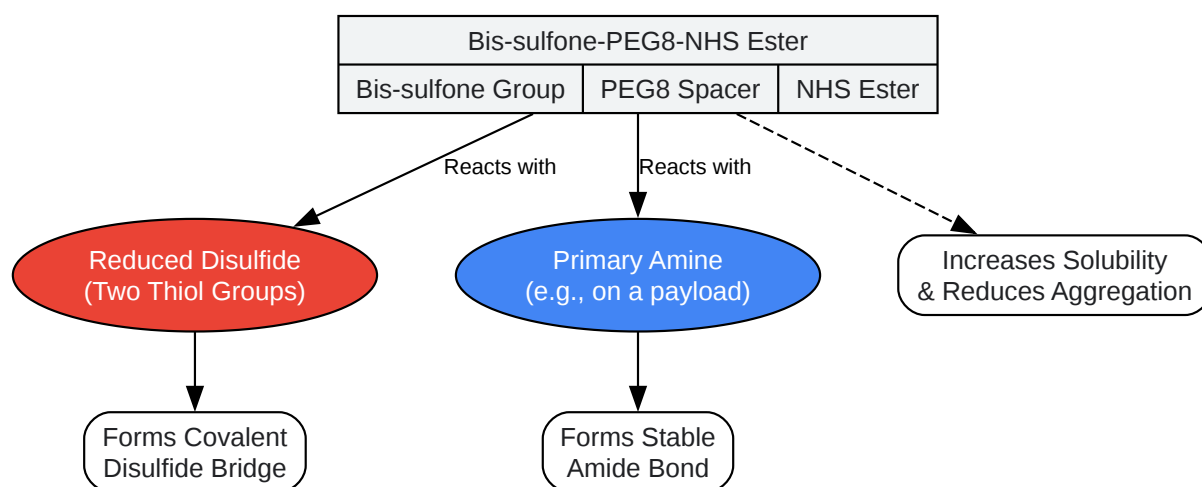 Bis-sulfone-PEG8-NHS Ester
Bis-sulfone Group
PEG8 Spacer
NHS Ester
Reacts with
Reacts with
Reduced Disulfide
(Two Thiol Groups)
Primary Amine
(e.g., on a payload)
Increases Solubility
& Reduces Aggregation
Forms Covalent
Disulfide Bridge
Forms Stable
Amide Bond